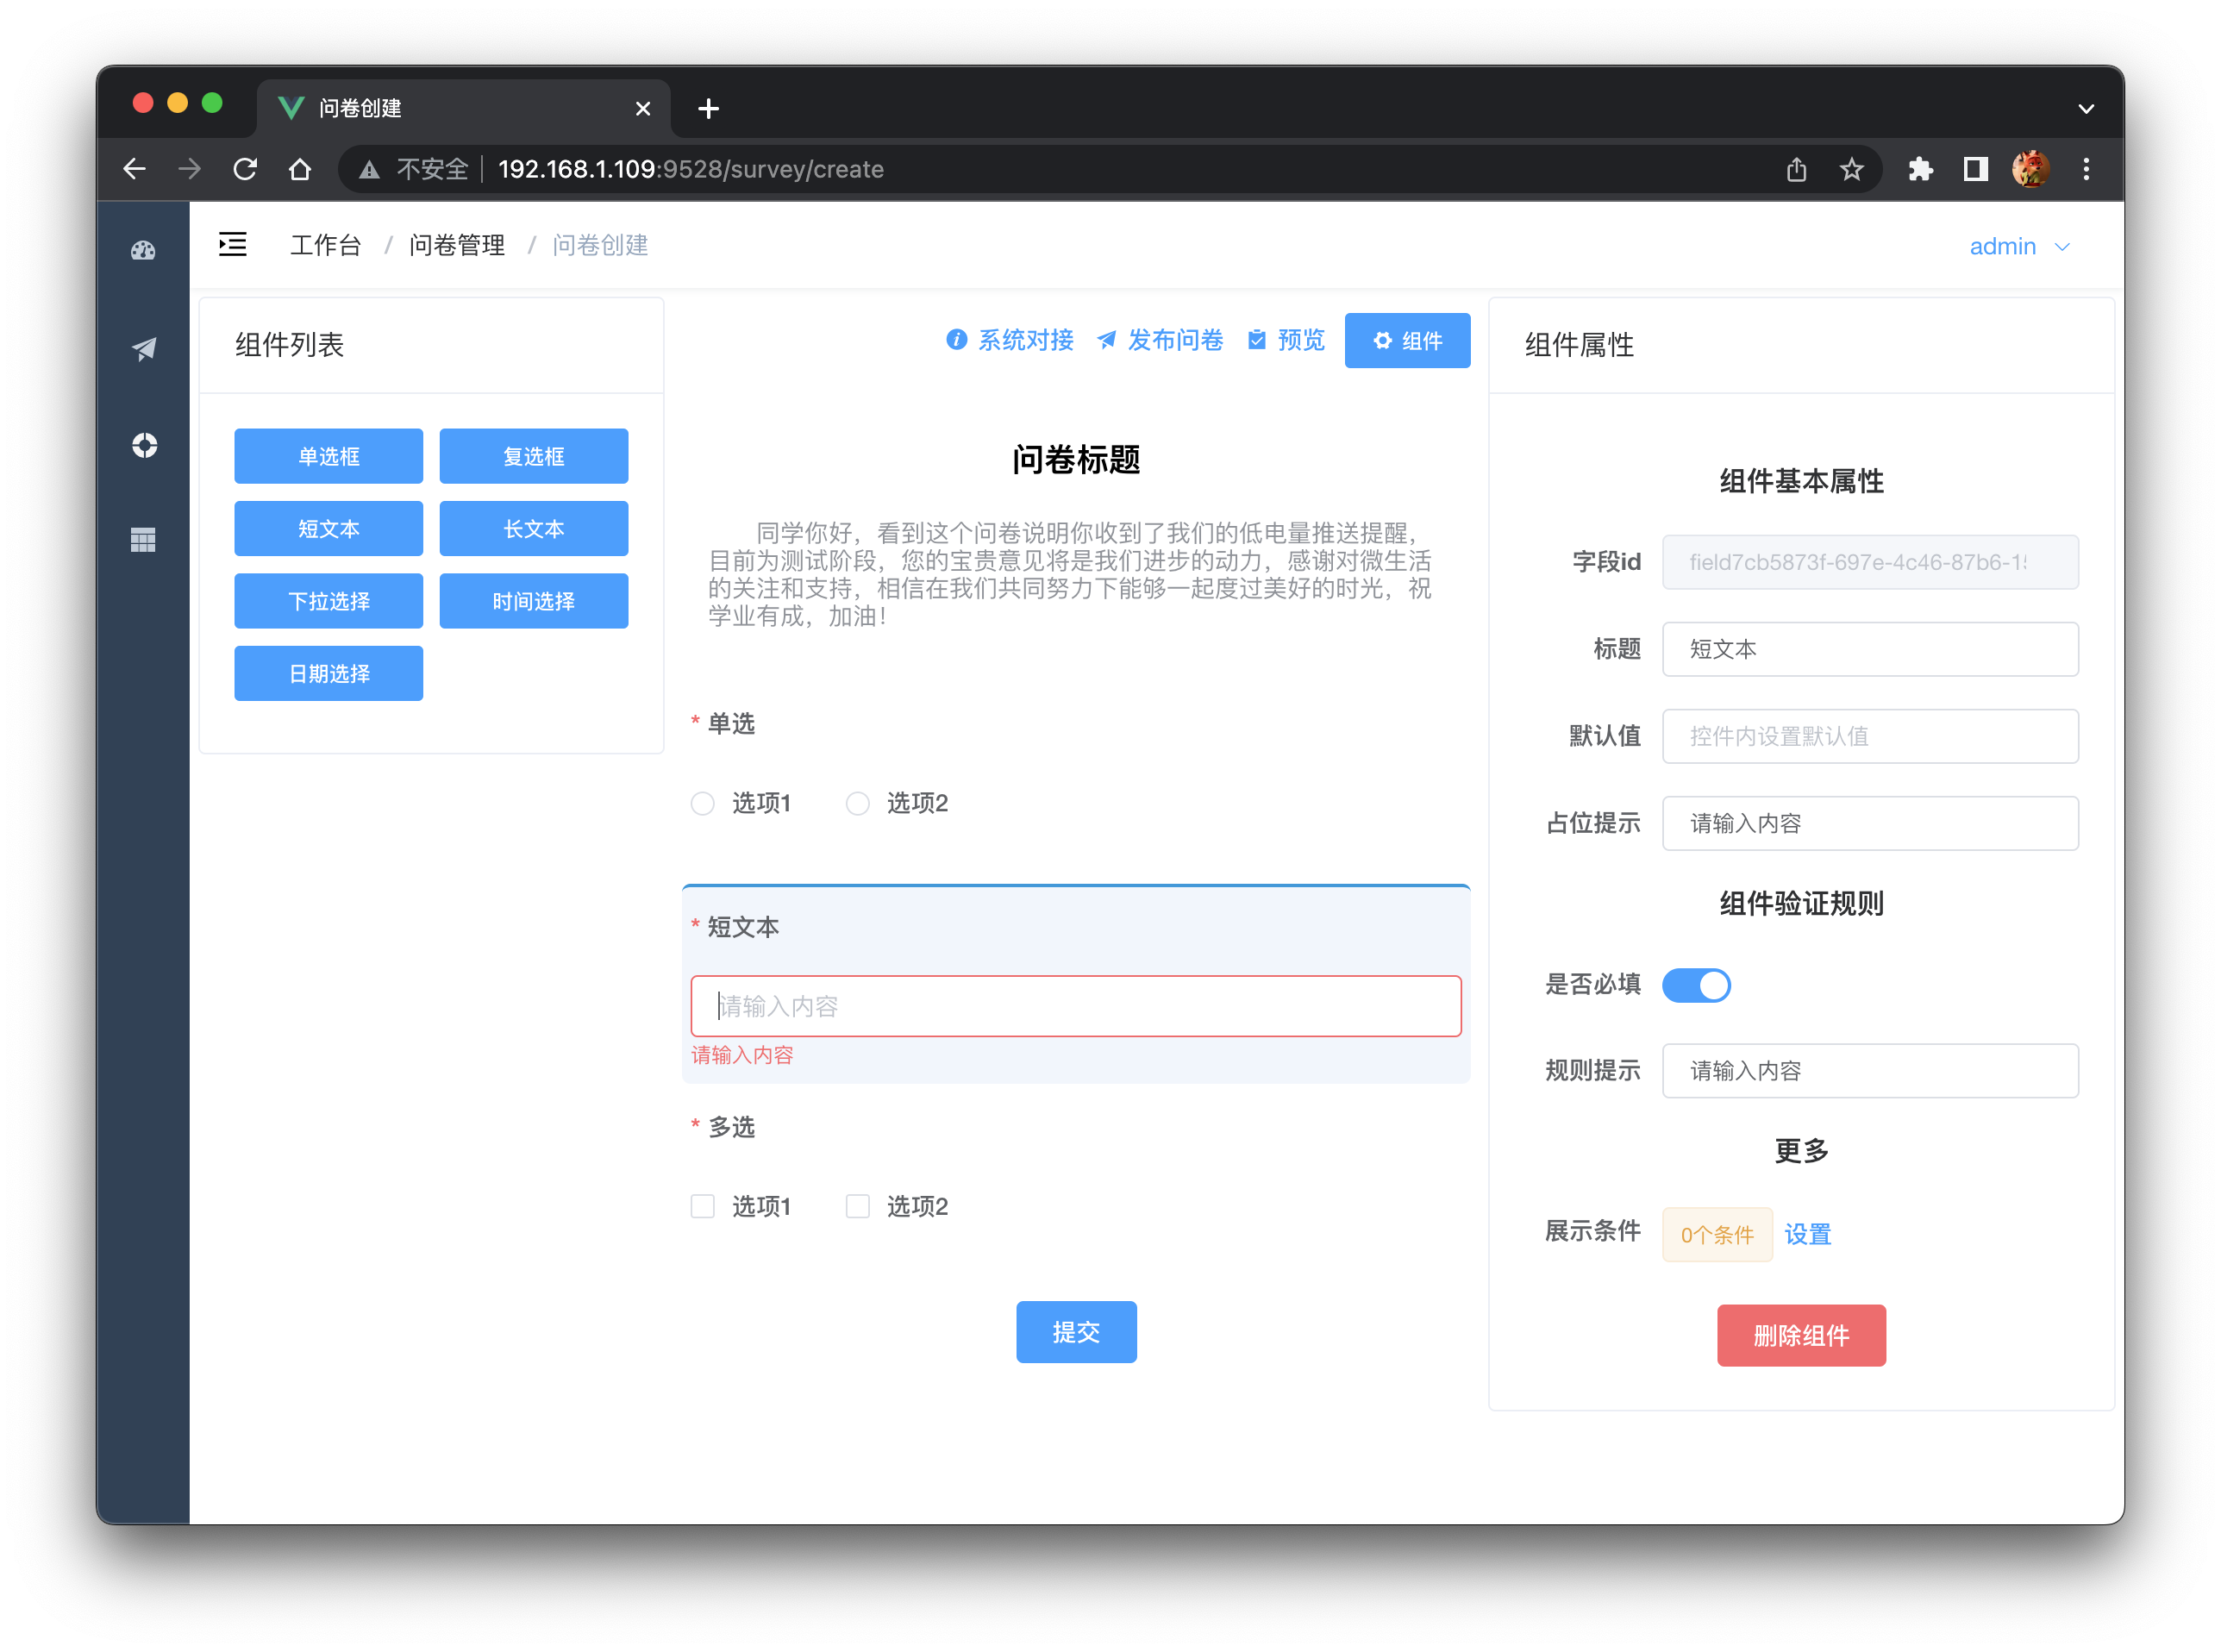 问卷创建
不安全 192.168.1.109:9528/survey/create
工作台 / 问卷管理 / 问卷创建
admin
组件列表
单选框 复选框
短文本 长文本
下拉选择 时间选择
日期选择
系统对接 发布问卷 预览 组件
问卷标题
同学你好，看到这个问卷说明你收到了我们的低电量推送提醒，
目前为测试阶段，您的宝贵意见将是我们进步的动力，感谢对微生活
的关注和支持，相信在我们共同努力下能够一起度过美好的时光，祝
学业有成，加油！
* 单选
选项1 选项2
* 短文本
请输入内容
请输入内容
* 多选
选项1 选项2
提交
组件属性
组件基本属性
字段id field7cb5873f-697e-4c46-87b6-1
标题 短文本
默认值 控件内设置默认值
占位提示 请输入内容
组件验证规则
是否必填
规则提示 请输入内容
更多
展示条件 0个条件 设置
删除组件